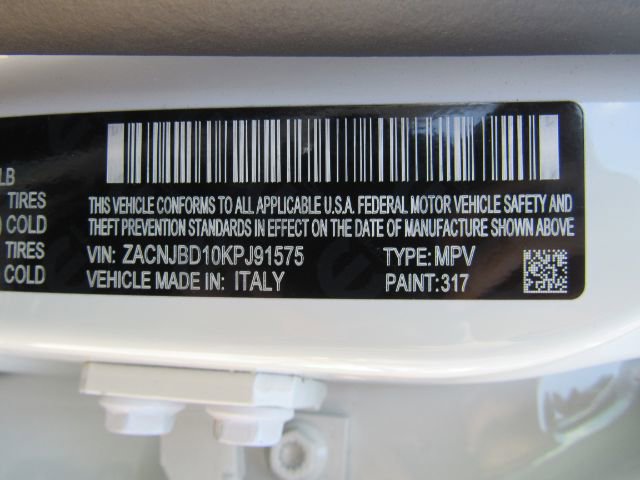 LB
TIRES
COLD
TIRES
COLD
THIS VEHICLE CONFORMS TO ALL APPLICABLE U.S.A. FEDERAL MOTOR VEHICLE SAFETY AND
THEFT PREVENTION STANDARDS IN EFFECT ON THE DATE OF MANUFACTURE SHOWN ABOVE
VIN: ZACNJBD10KPJ91575 TYPE: MPV
VEHICLE MADE IN: ITALY PAINT:317